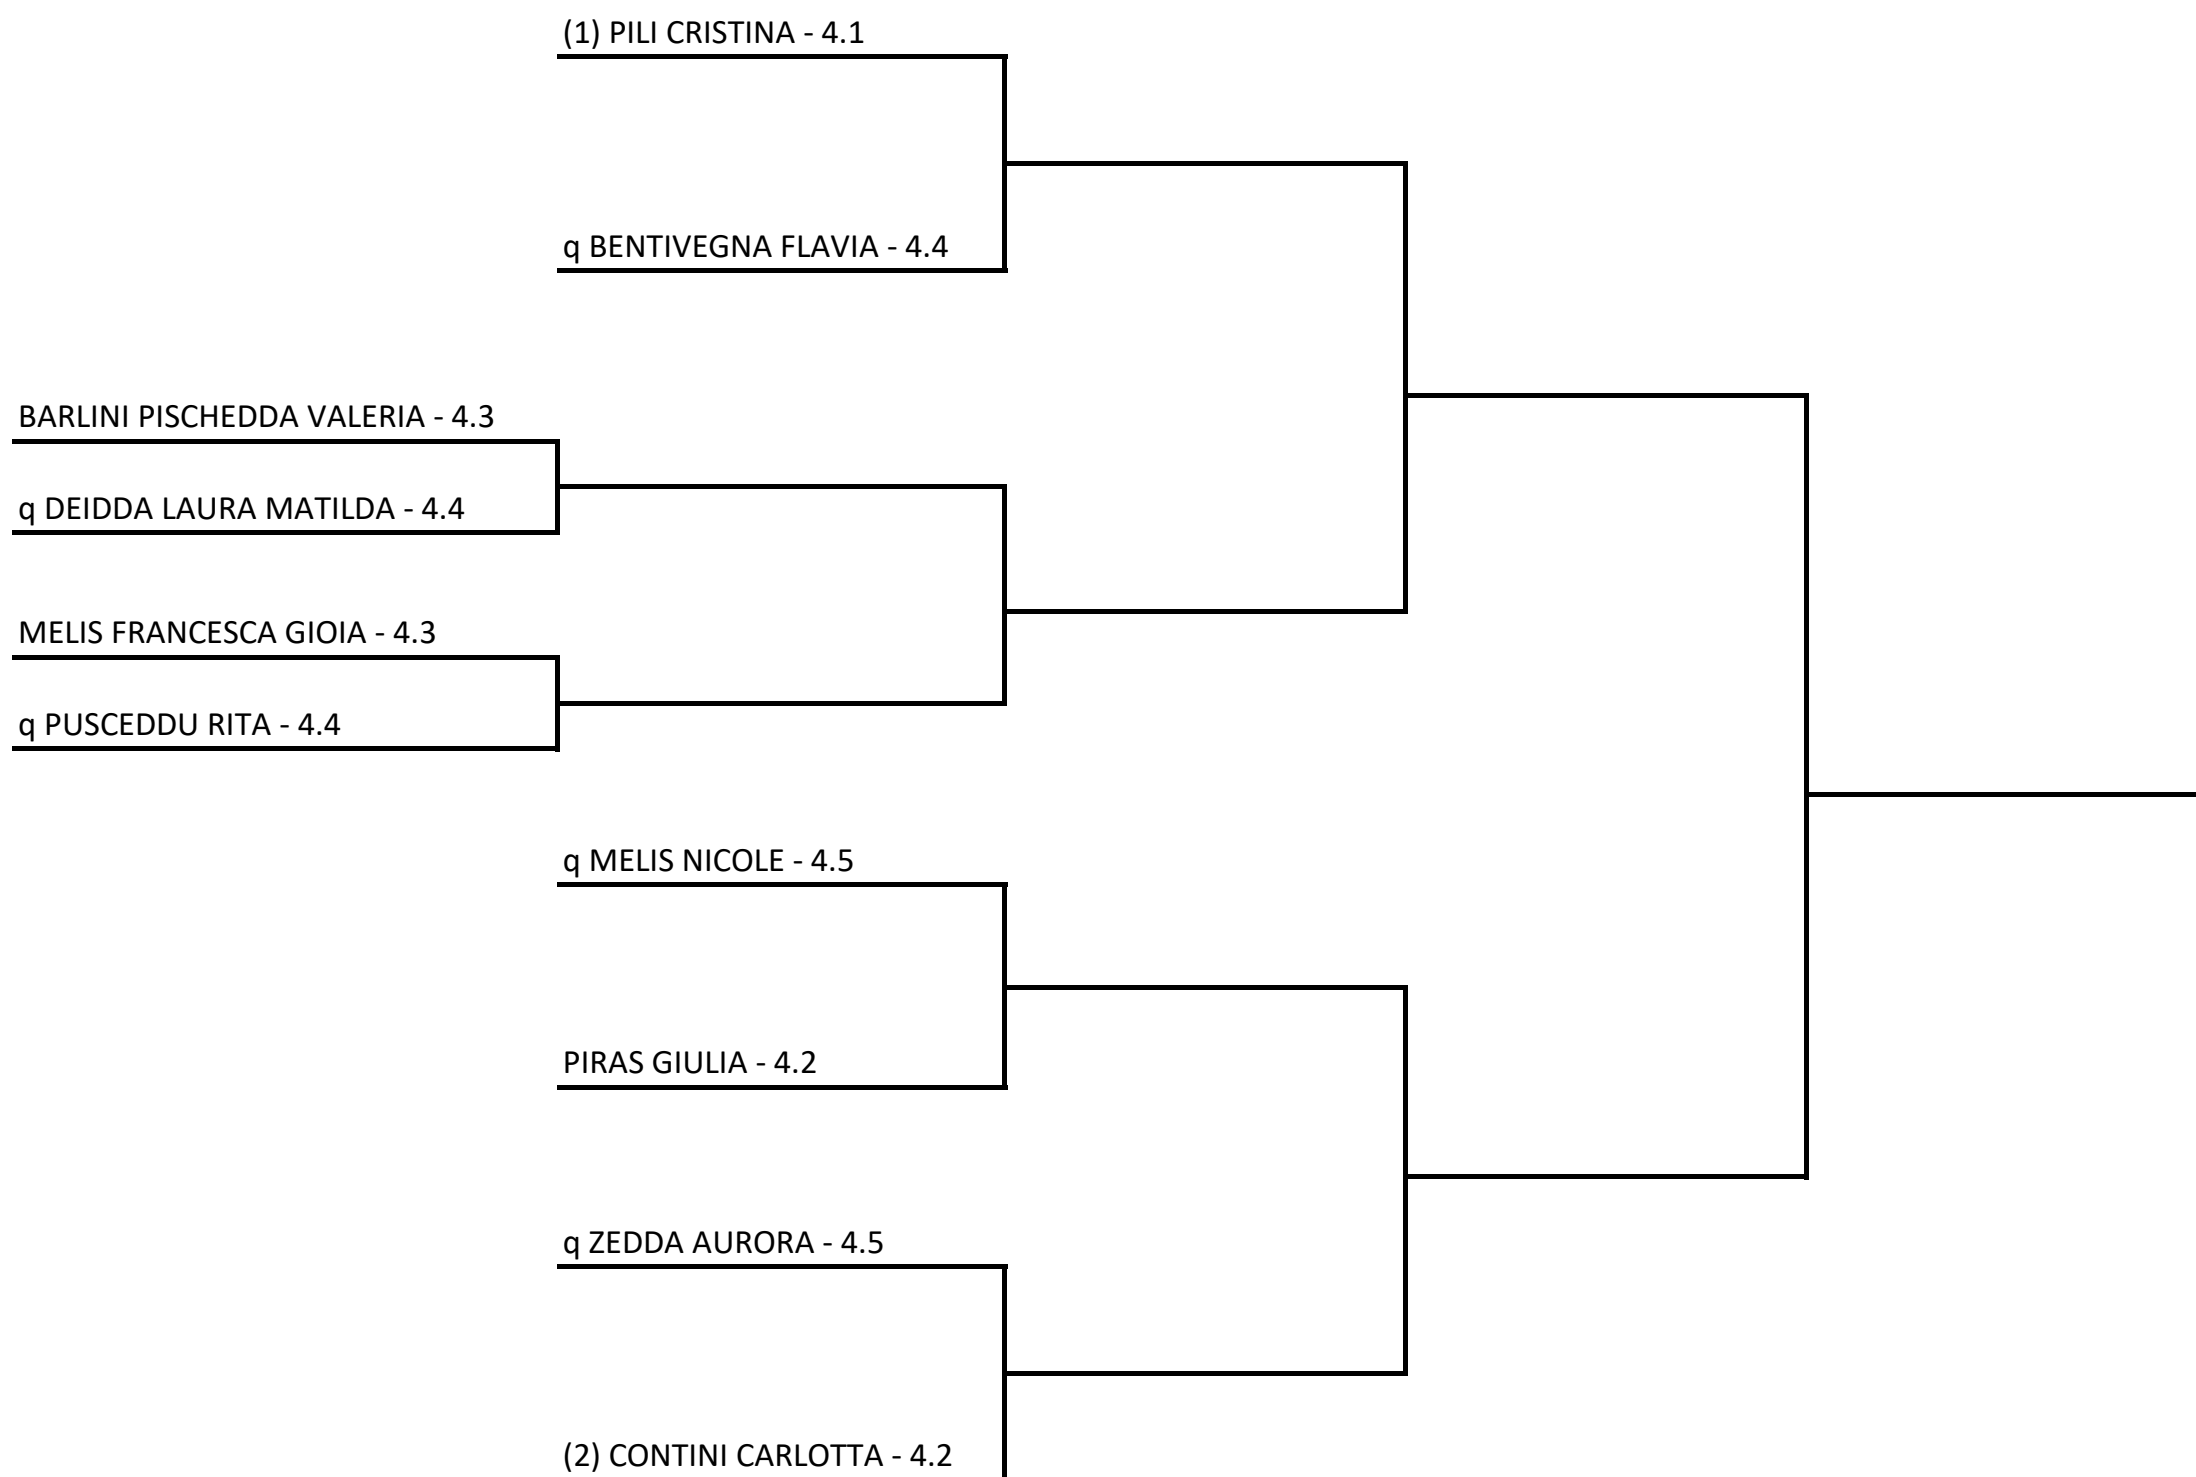 (1) PILI CRISTINA - 4.1
q BENTIVEGNA FLAVIA - 4.4
BARLINI PISCHEDDA VALERIA - 4.3
q DEIDDA LAURA MATILDA - 4.4
MELIS FRANCESCA GIOIA - 4.3
q PUSCEDDU RITA - 4.4
q MELIS NICOLE - 4.5
PIRAS GIULIA - 4.2
q ZEDDA AURORA - 4.5
(2) CONTINI CARLOTTA - 4.2